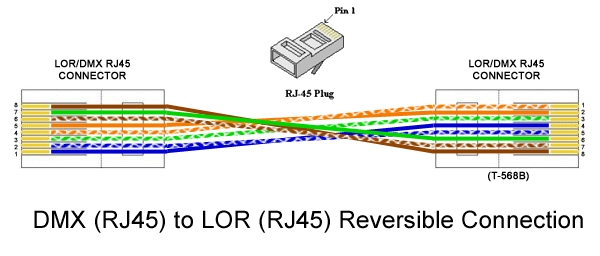 Pin 1
RJ-45 Plug
LOR/DMX RJ45
CONNECTOR
LOR/DMX RJ45
CONNECTOR
8
7
6
5
4
3
2
1
1
2
3
4
5
6
7
8
(T-568B)
DMX (RJ45) to LOR (RJ45) Reversible Connection